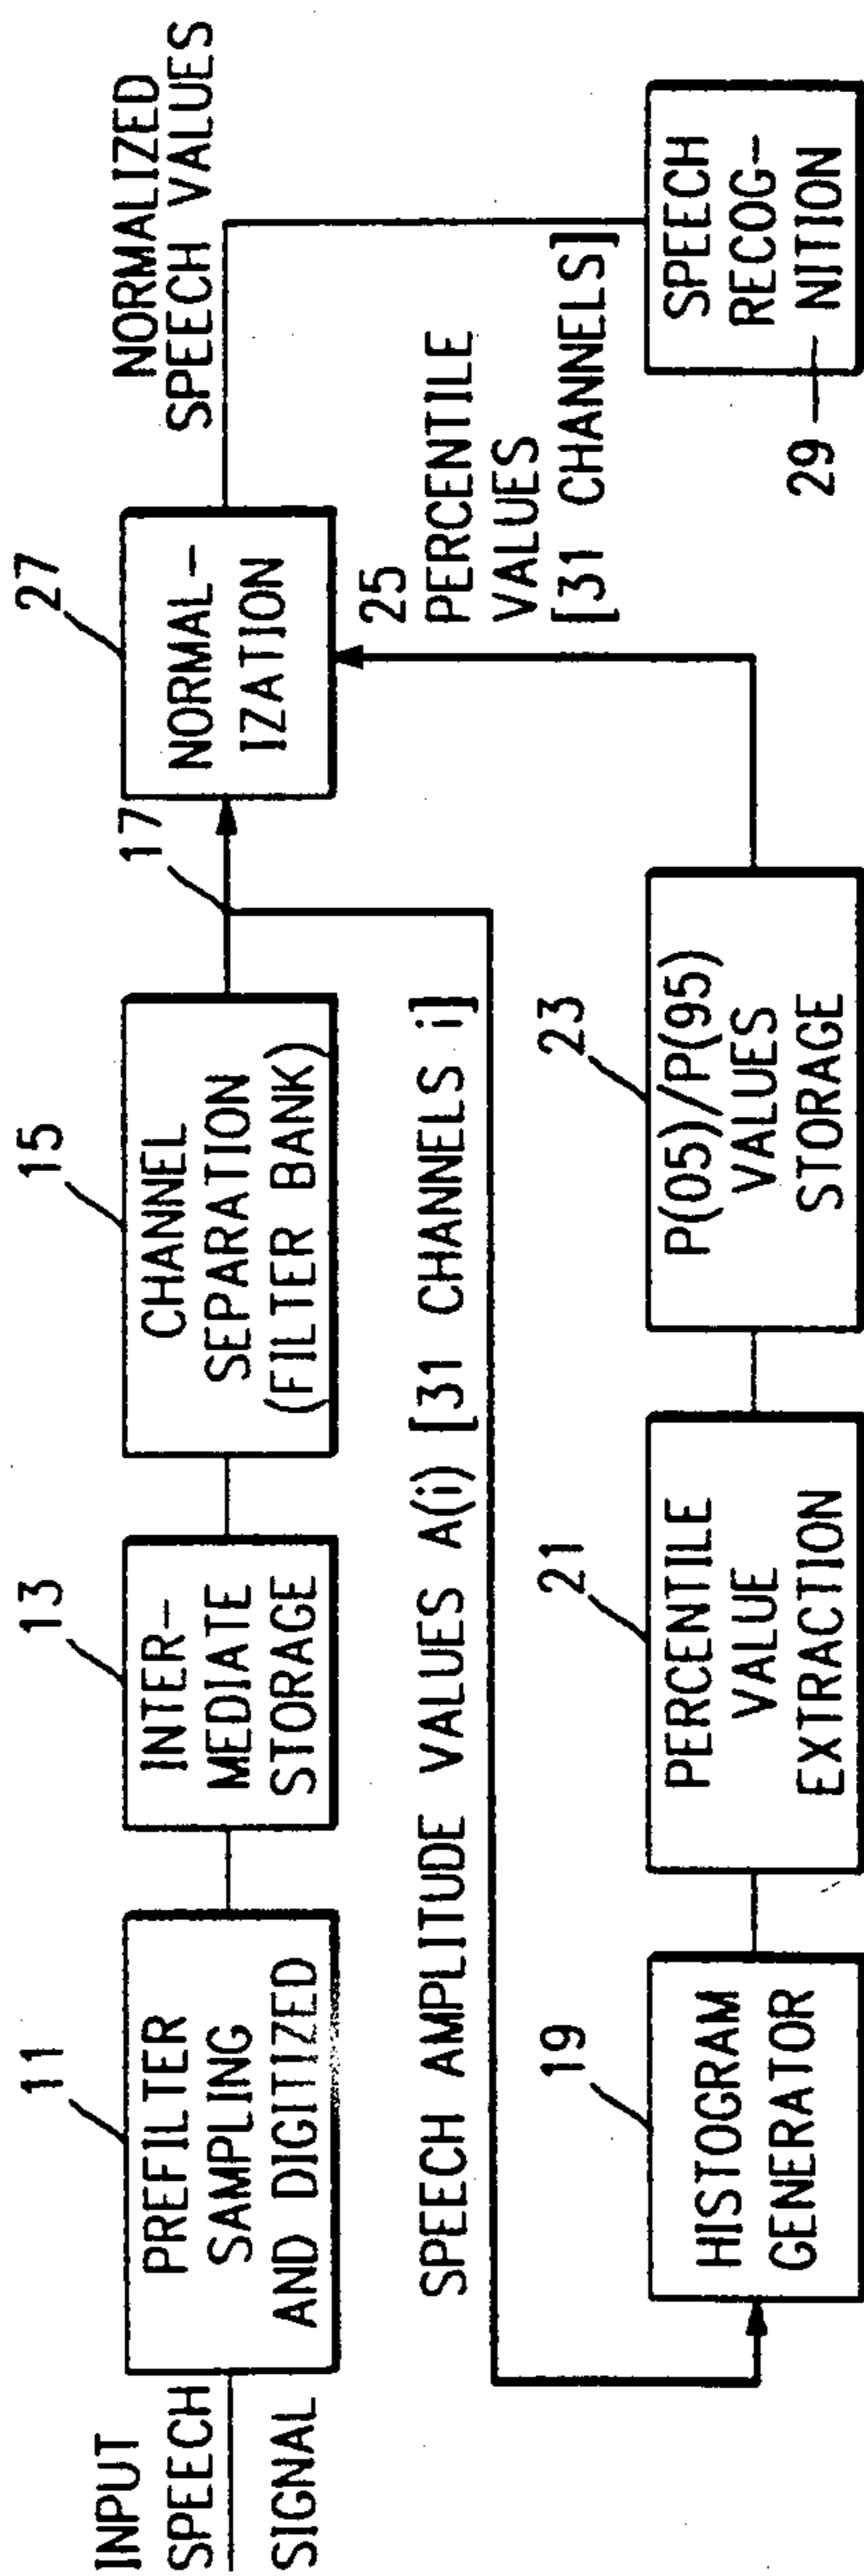 INPUT
SPEECH
SIGNAL
11
PREFILTER
SAMPLING
AND DIGITIZED
13
INTER-
MEDIATE
STORAGE
15
CHANNEL
SEPARATION
(FILTER BANK)
17
27
NORMAL-
IZATION
NORMALIZED
SPEECH VALUES
SPEECH AMPLITUDE VALUES A(i) [31 CHANNELS i]
25
PERCENTILE
VALUES
[31 CHANNELS]
19
HISTOGRAM
GENERATOR
21
PERCENTILE
VALUE
EXTRACTION
23
P(05)/P(95)
VALUES
STORAGE
29
SPEECH
RECOG-
NITION